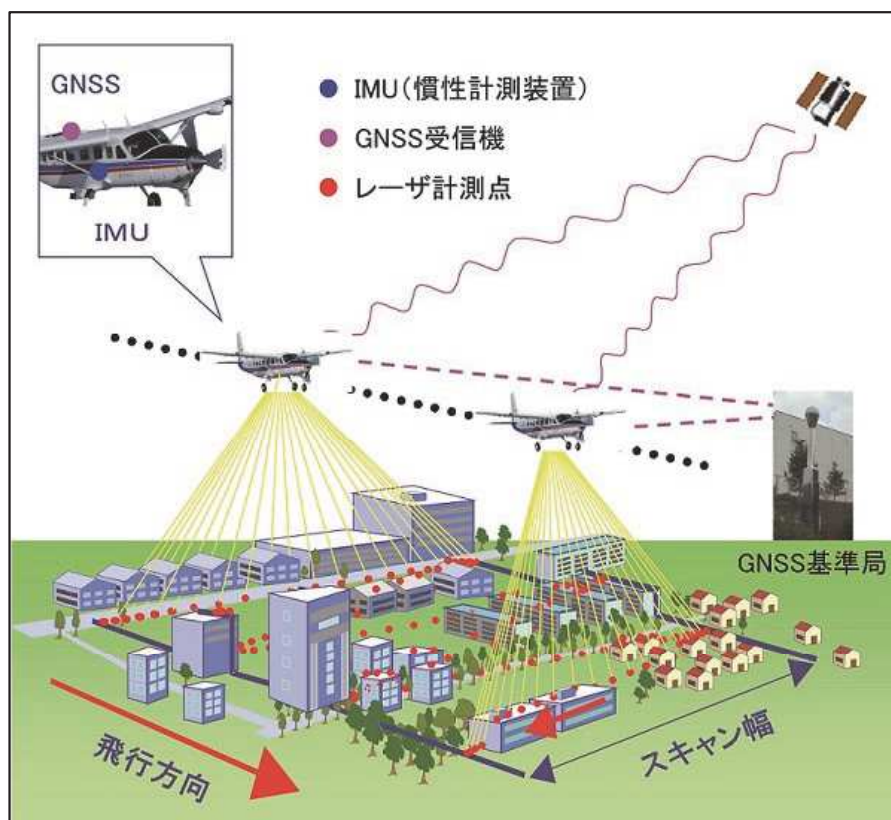 GNSS
IMU
IMU(慣性計測装置)
GNSS受信機
レーザ計測点
GNSS基準局
飛行方向
スキャン幅